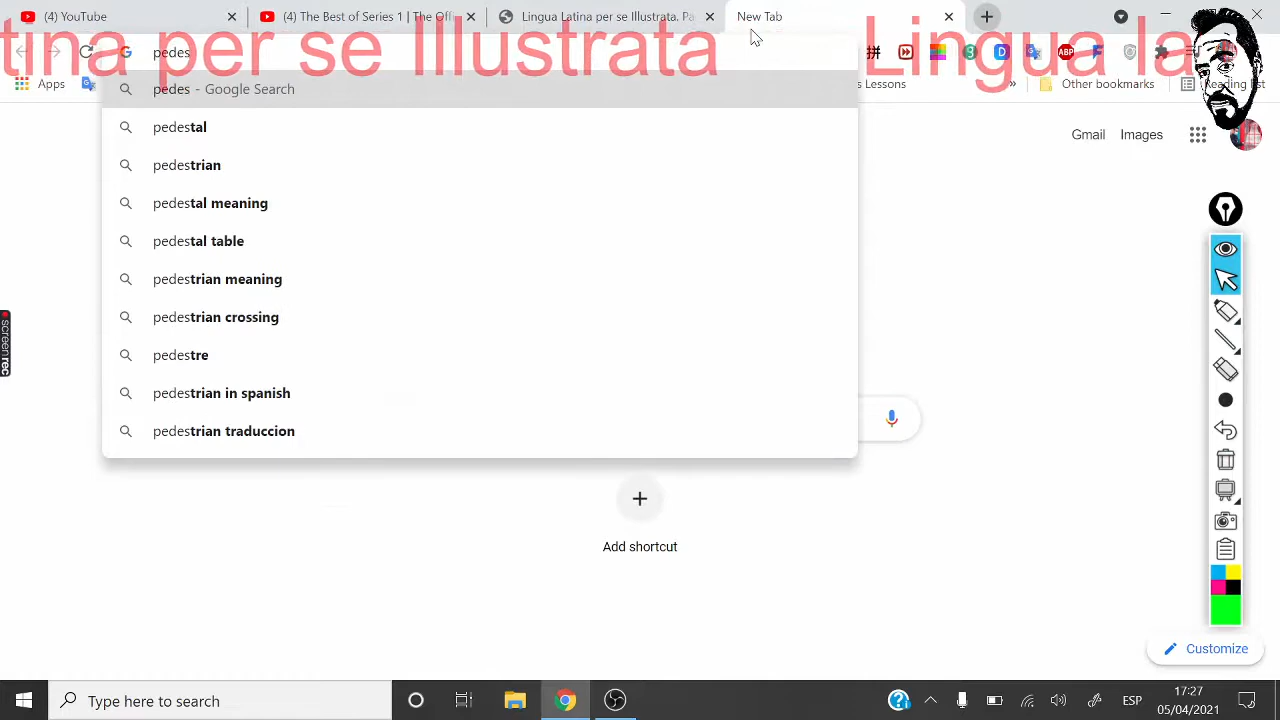 (4) YouTube
(4) The Best of Series 1 | The Offi
Lingua Latina per se Illustrata. Pa
New Tab
tina per se Illustrata
Lingua la
pedes
Apps
s Lessons
»
Other bookmarks
Reading list
pedes - Google Search
pedestal
pedestrian
pedestal meaning
pedestal table
pedestrian meaning
pedestrian crossing
pedestre
pedestrian in spanish
pedestrian traduccion
Gmail
Images
Add shortcut
Customize
screenrec
Type here to search
ESP
17:27
05/04/2021